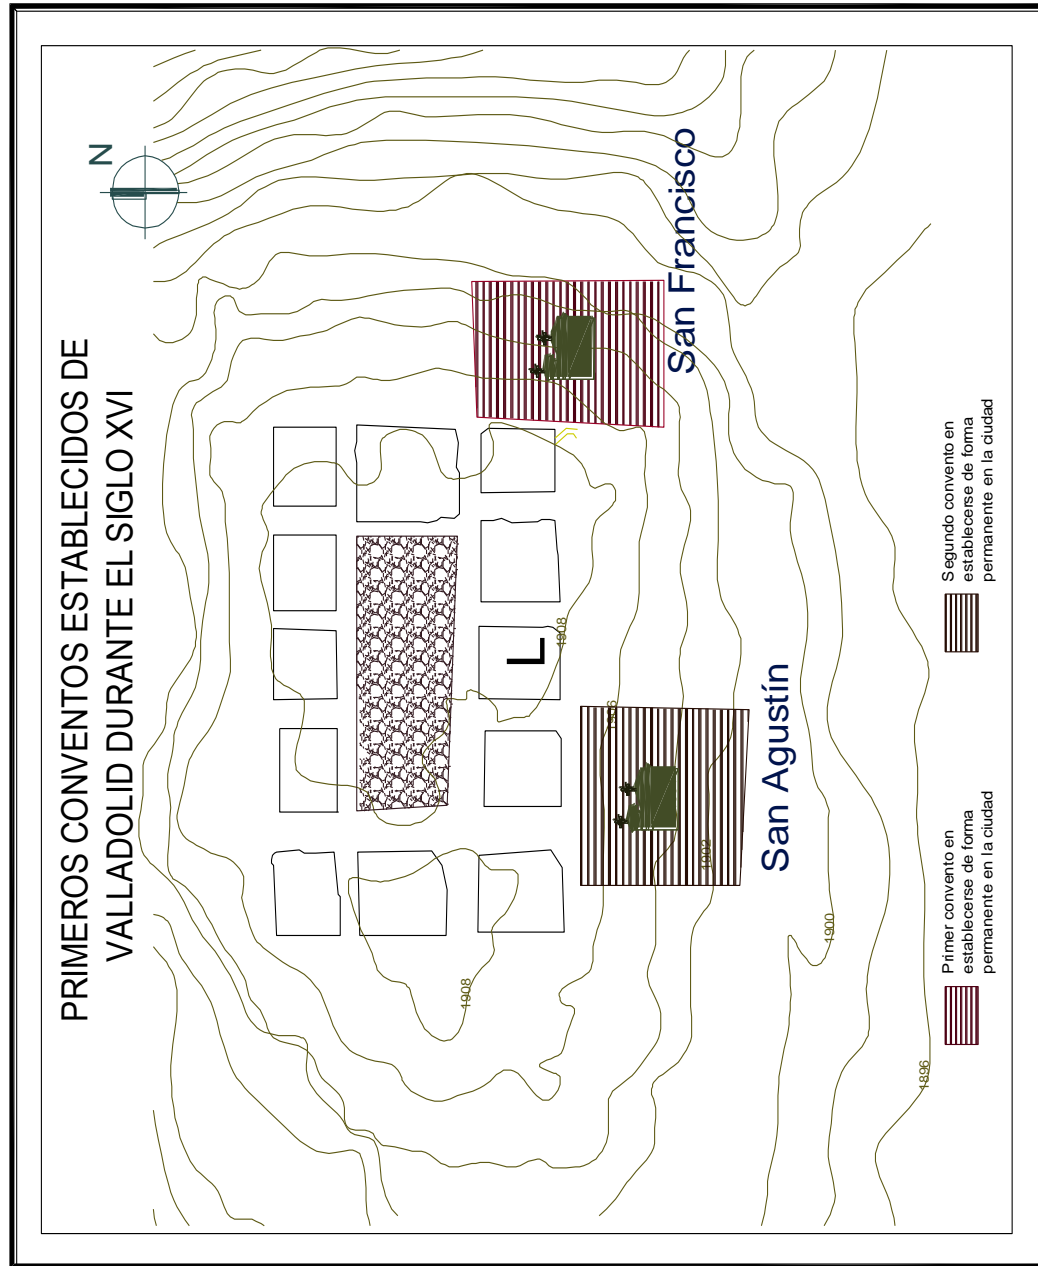 PRIMEROS CONVENTOS ESTABLECIDOS DE
VALLADOLID DURANTE EL SIGLO XVI
N
San Francisco
San Agustín
L
1908
1906
1902
1908
1900
1896
Primer convento en
establecerse de forma
permanente en la ciudad
Segundo convento en
establecerse de forma
permanente en la ciudad